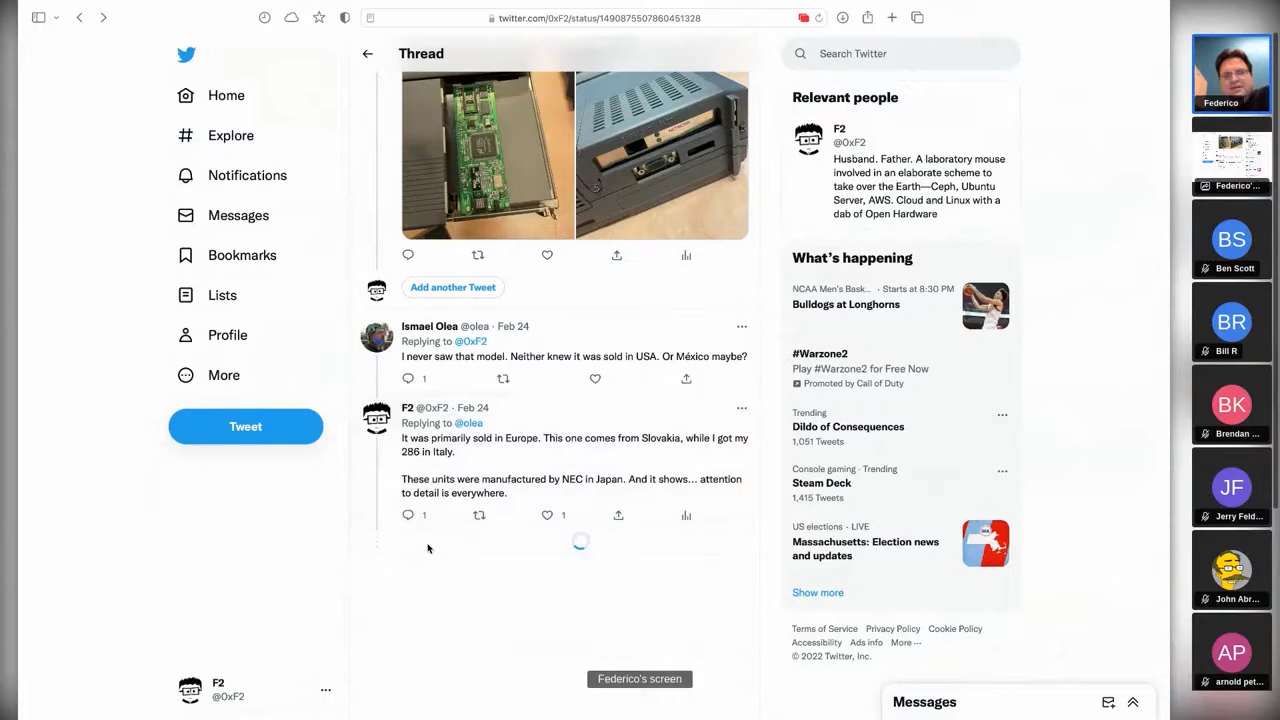 twitter.com/0xF2/status/1490875507860451328
Home
Explore
Notifications
Messages
Bookmarks
Lists
Profile
More
Tweet
F2
@0xF2
Thread
Add another Tweet
Ismael Olea @olea · Feb 24
Replying to @0xF2
I never saw that model. Neither knew it was sold in USA. Or México maybe?
1
F2 @0xF2 · Feb 24
Replying to @olea
It was primarily sold in Europe. This one comes from Slovakia, while I got my
286 in Italy.
These units were manufactured by NEC in Japan. And it shows... attention
to detail is everywhere.
1 1
Federico's screen
Search Twitter
Relevant people
F2
@0xF2
Husband. Father. A laboratory mouse
involved in an elaborate scheme to
take over the Earth—Ceph, Ubuntu
Server, AWS. Cloud and Linux with a
dab of Open Hardware
What's happening
NCAA Men's Bask... · Starts at 8:30 PM
Bulldogs at Longhorns
#Warzone2
Play #Warzone2 for Free Now
Promoted by Call of Duty
Trending
Dildo of Consequences
1,051 Tweets
Console gaming · Trending
Steam Deck
1,415 Tweets
US elections · LIVE
Massachusetts: Election news
and updates
Show more
Terms of Service Privacy Policy Cookie Policy
Accessibility Ads info More ···
© 2022 Twitter, Inc.
Messages
Federico
Federico'...
BS
Ben Scott
BR
Bill R
BK
Brendan ...
JF
Jerry Feld...
John Abr...
AP
arnold pet...